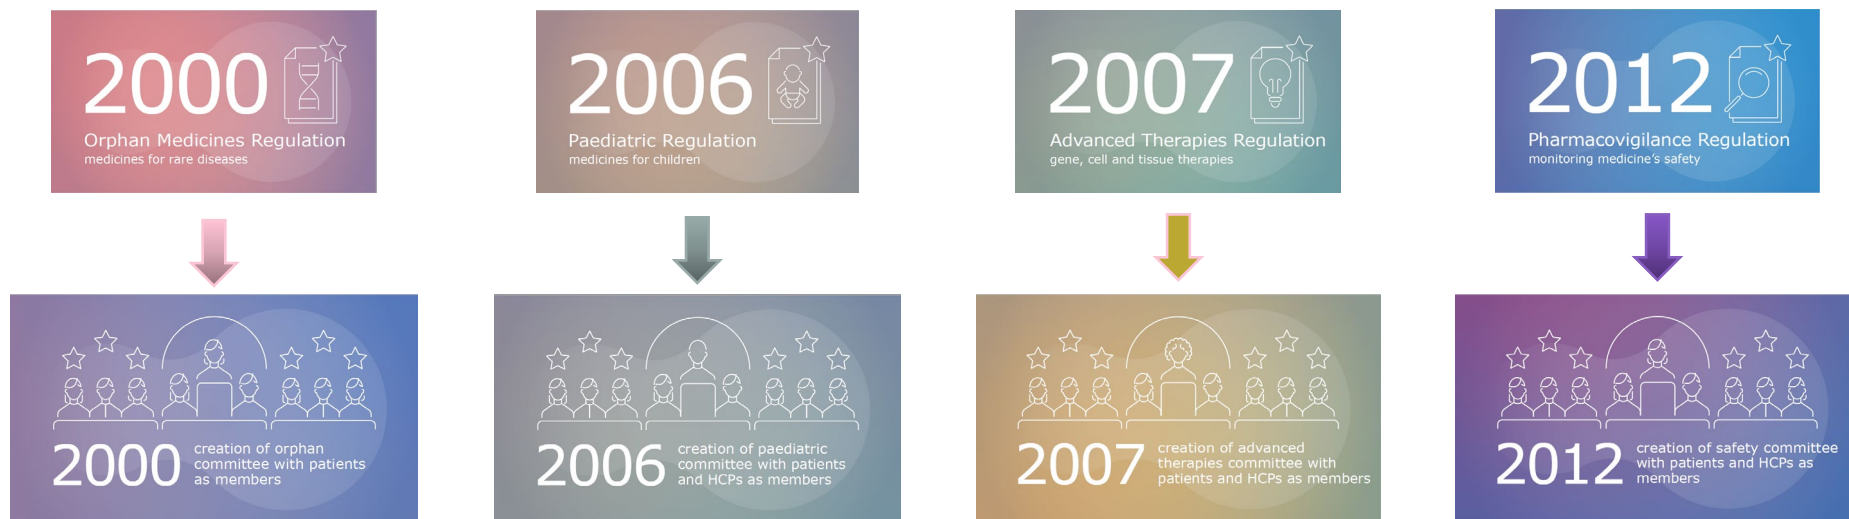 2000
Orphan Medicines Regulation
medicines for rare diseases
2006
Paediatric Regulation
medicines for children
2007
Advanced Therapies Regulation
gene, cell and tissue therapies
2012
Pharmacovigilance Regulation
monitoring medicine's safety
2000
creation of orphan
committee with patients
as members
2006
creation of paediatric
committee with patients
and HCPs as members
2007
creation of advanced
therapies committee with
patients and HCPs as members
2012
creation of safety committee
with patients and HCPs as
members